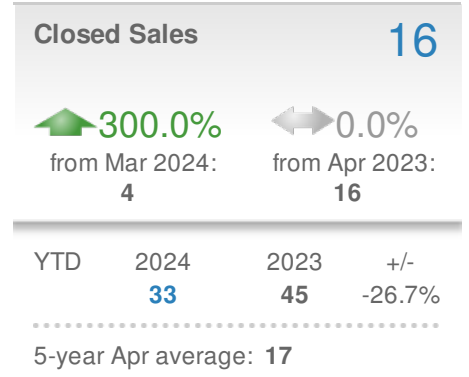 Closed Sales 16
300.0% 0.0%
from Mar 2024: from Apr 2023:
4 16
YTD 2024 2023 +/-
33 45 -26.7%
5-year Apr average: 17